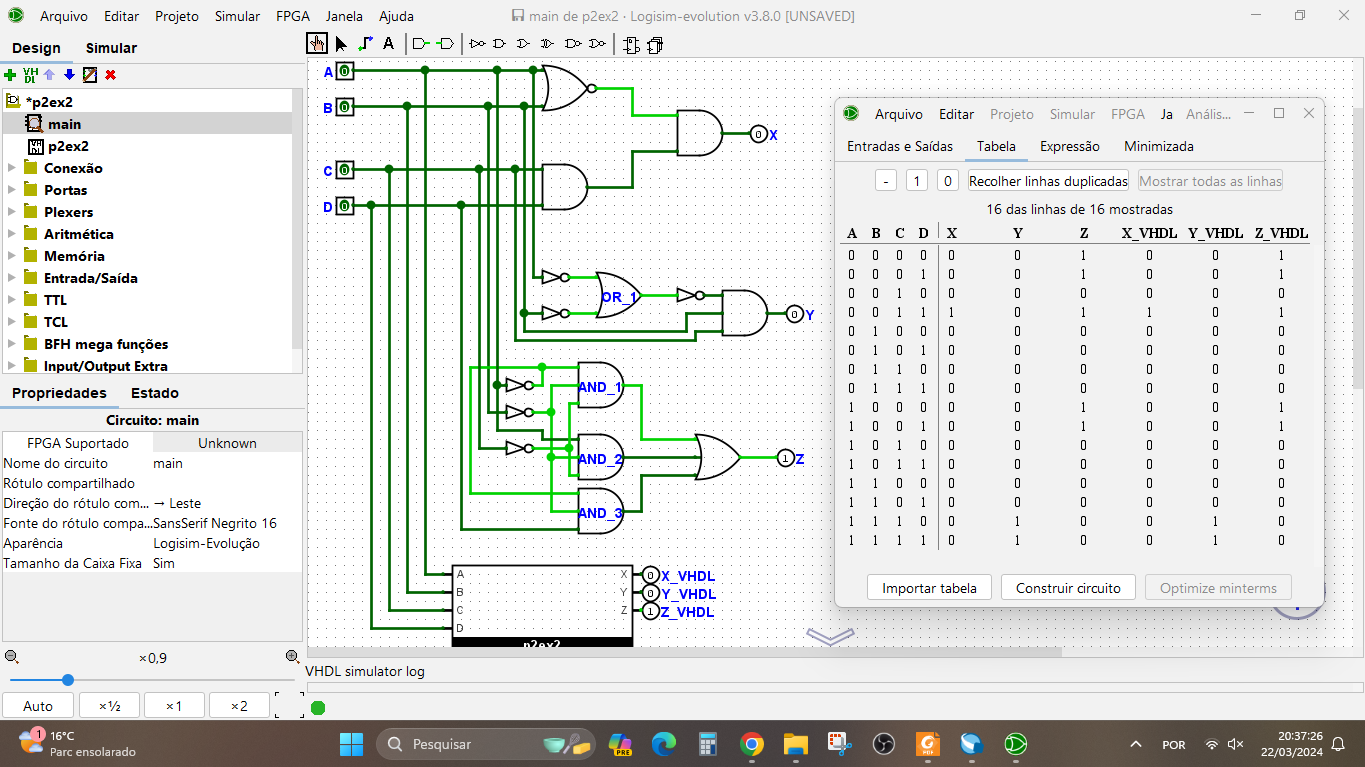 Arquivo Editar Projeto Simular FPGA Janela Ajuda main de p2ex2 · Logisim-evolution v3.8.0 [UNSAVED]
Design Simular
A
VH
DL
*p2ex2
main
p2ex2
Conexão
Portas
Plexers
Aritmética
Memória
Entrada/Saída
TTL
TCL
BFH mega funções
Input/Output Extra
Propriedades Estado
Circuito: main
FPGA Suportado Unknown
Nome do circuito main
Rótulo compartilhado
Direção do rótulo com... → Leste
Fonte do rótulo compa... SansSerif Negrito 16
Aparência Logisim-Evolução
Tamanho da Caixa Fixa Sim
×0,9
Auto ×½ ×1 ×2
A 0
B 0
C 0
D 0
0 X
OR_1
0 Y
AND_1
AND_2
1 Z
AND_3
A X 0 X_VHDL
B Y 0 Y_VHDL
C Z 1 Z_VHDL
D
p2ex2
VHDL simulator log
Arquivo Editar Projeto Simular FPGA Ja Anális...
Entradas e Saídas Tabela Expressão Minimizada
- 1 0 Recolher linhas duplicadas Mostrar todas as linhas
16 das linhas de 16 mostradas
A B C D X Y Z X_VHDL Y_VHDL Z_VHDL
0 0 0 0 0 0 1 0 0 1
0 0 0 1 0 0 1 0 0 1
0 0 1 0 0 0 0 0 0 0
0 0 1 1 1 0 1 1 0 1
0 1 0 0 0 0 0 0 0 0
0 1 0 1 0 0 0 0 0 0
0 1 1 0 0 0 0 0 0 0
0 1 1 1 0 0 0 0 0 0
1 0 0 0 0 0 1 0 0 1
1 0 0 1 0 0 1 0 0 1
1 0 1 0 0 0 0 0 0 0
1 0 1 1 0 0 0 0 0 0
1 1 0 0 0 0 0 0 0 0
1 1 0 1 0 0 0 0 0 0
1 1 1 0 0 1 0 0 1 0
1 1 1 1 0 1 0 0 1 0
Importar tabela Construir circuito Optimize minterms
1
16°C
Parc ensolarado
Pesquisar
PRE
PDF
POR
20:37:26
22/03/2024